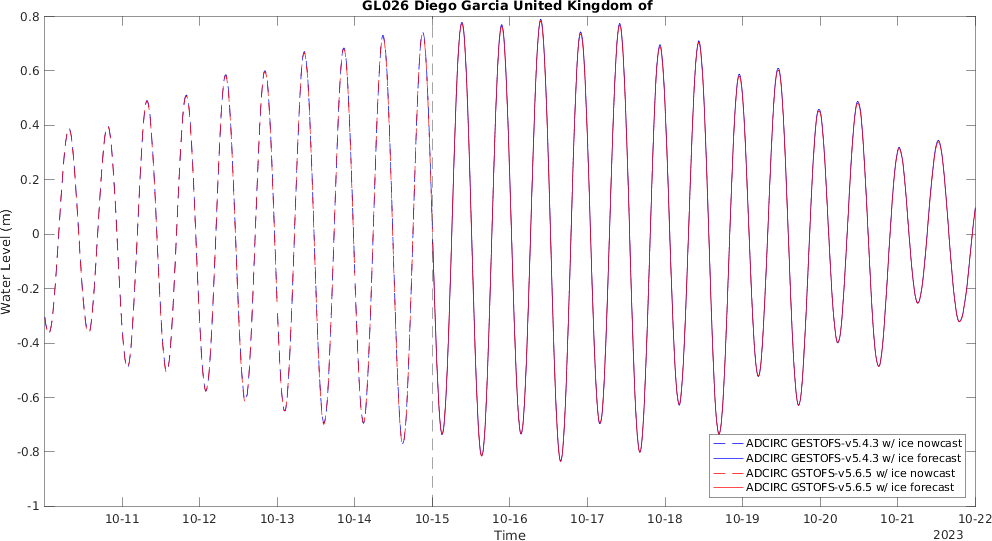 GL026 Diego Garcia United Kingdom of
Water Level (m)
0.8
0.6
0.4
0.2
0
-0.2
-0.4
-0.6
-0.8
-1
10-11 10-12 10-13 10-14 10-15 10-16 10-17 10-18 10-19 10-20 10-21 10-22
Time
2023
ADCIRC GESTOFS-v5.4.3 w/ ice nowcast
ADCIRC GESTOFS-v5.4.3 w/ ice forecast
ADCIRC GSTOFS-v5.6.5 w/ ice nowcast
ADCIRC GSTOFS-v5.6.5 w/ ice forecast